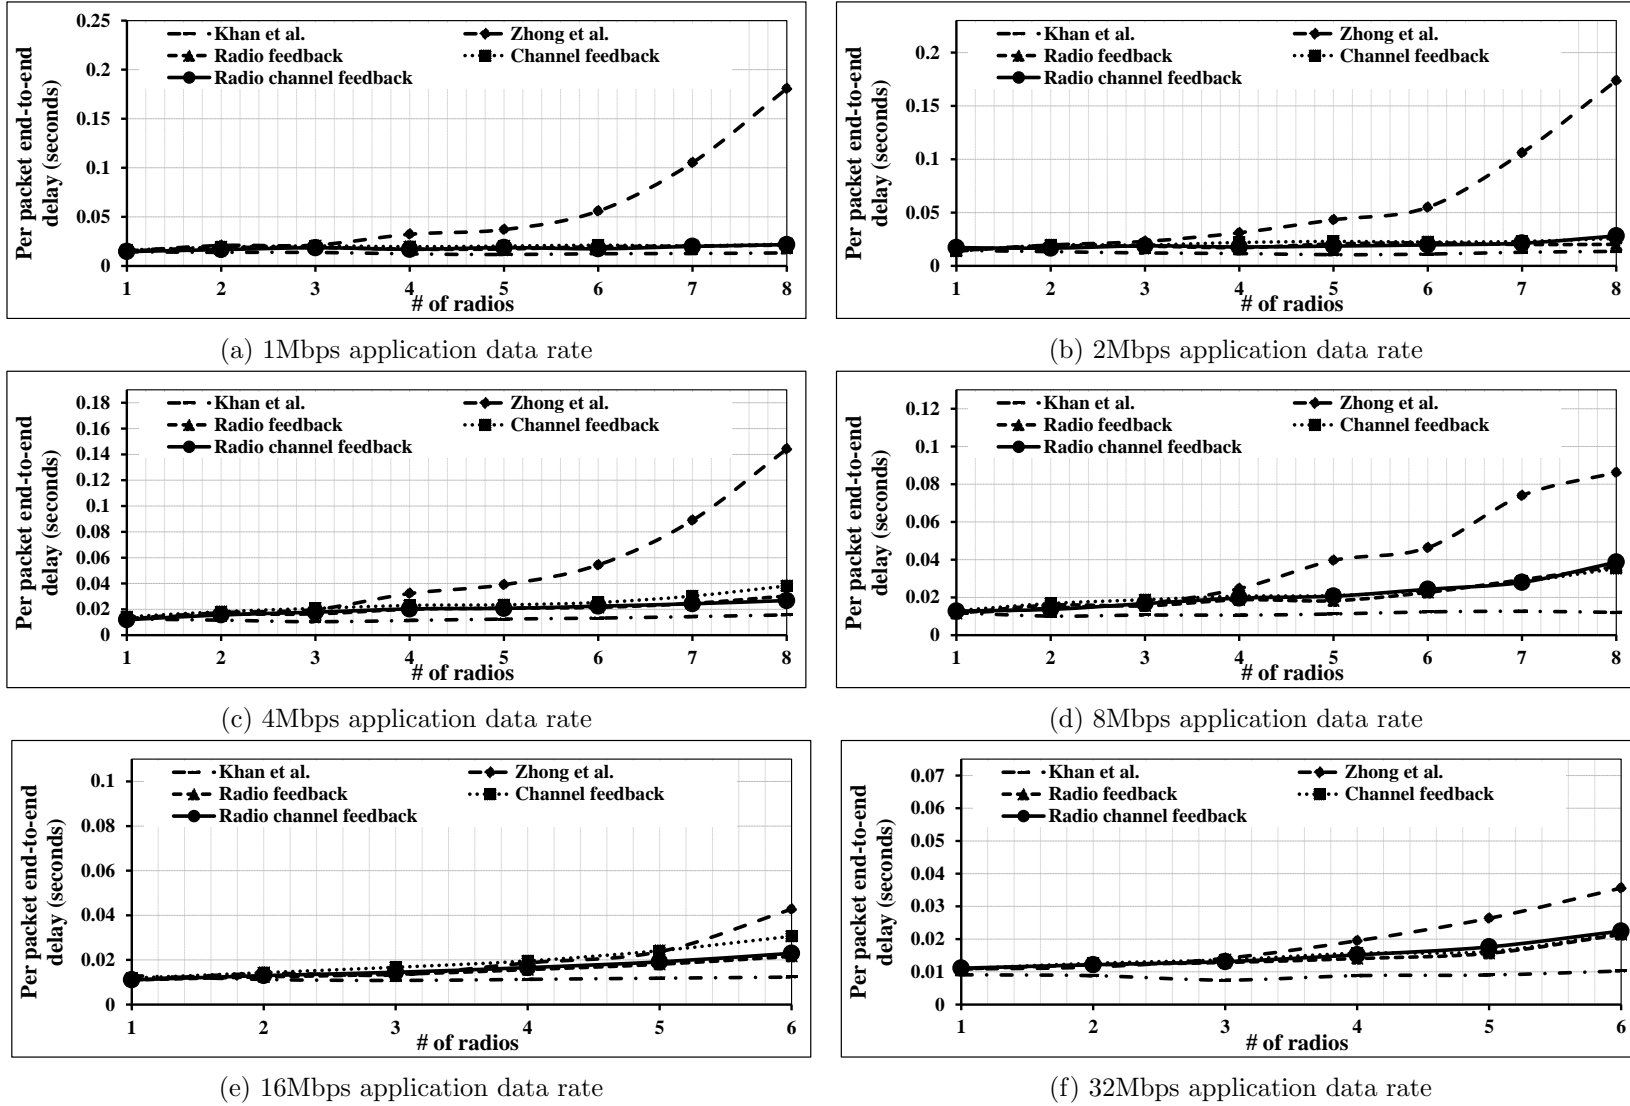 Khan et al.
Zhong et al.
Radio feedback
Channel feedback
Radio channel feedback
Per packet end-to-end
delay (seconds)
0.25
0.2
0.15
0.1
0.05
0
1 2 3 4 5 6 7 8
# of radios
(a) 1Mbps application data rate
Khan et al.
Zhong et al.
Radio feedback
Channel feedback
Radio channel feedback
Per packet end-to-end
delay (seconds)
0.2
0.15
0.1
0.05
0
1 2 3 4 5 6 7 8
# of radios
(b) 2Mbps application data rate
Khan et al.
Zhong et al.
Radio feedback
Channel feedback
Radio channel feedback
Per packet end-to-end
delay (seconds)
0.18
0.16
0.14
0.12
0.1
0.08
0.06
0.04
0.02
0
1 2 3 4 5 6 7 8
# of radios
(c) 4Mbps application data rate
Khan et al.
Zhong et al.
Radio feedback
Channel feedback
Radio channel feedback
Per packet end-to-end
delay (seconds)
0.12
0.1
0.08
0.06
0.04
0.02
0
1 2 3 4 5 6 7 8
# of radios
(d) 8Mbps application data rate
Khan et al.
Zhong et al.
Radio feedback
Channel feedback
Radio channel feedback
Per packet end-to-end
delay (seconds)
0.1
0.08
0.06
0.04
0.02
0
1 2 3 4 5 6
# of radios
(e) 16Mbps application data rate
Khan et al.
Zhong et al.
Radio feedback
Channel feedback
Radio channel feedback
Per packet end-to-end
delay (seconds)
0.07
0.06
0.05
0.04
0.03
0.02
0.01
0
1 2 3 4 5 6
# of radios
(f) 32Mbps application data rate